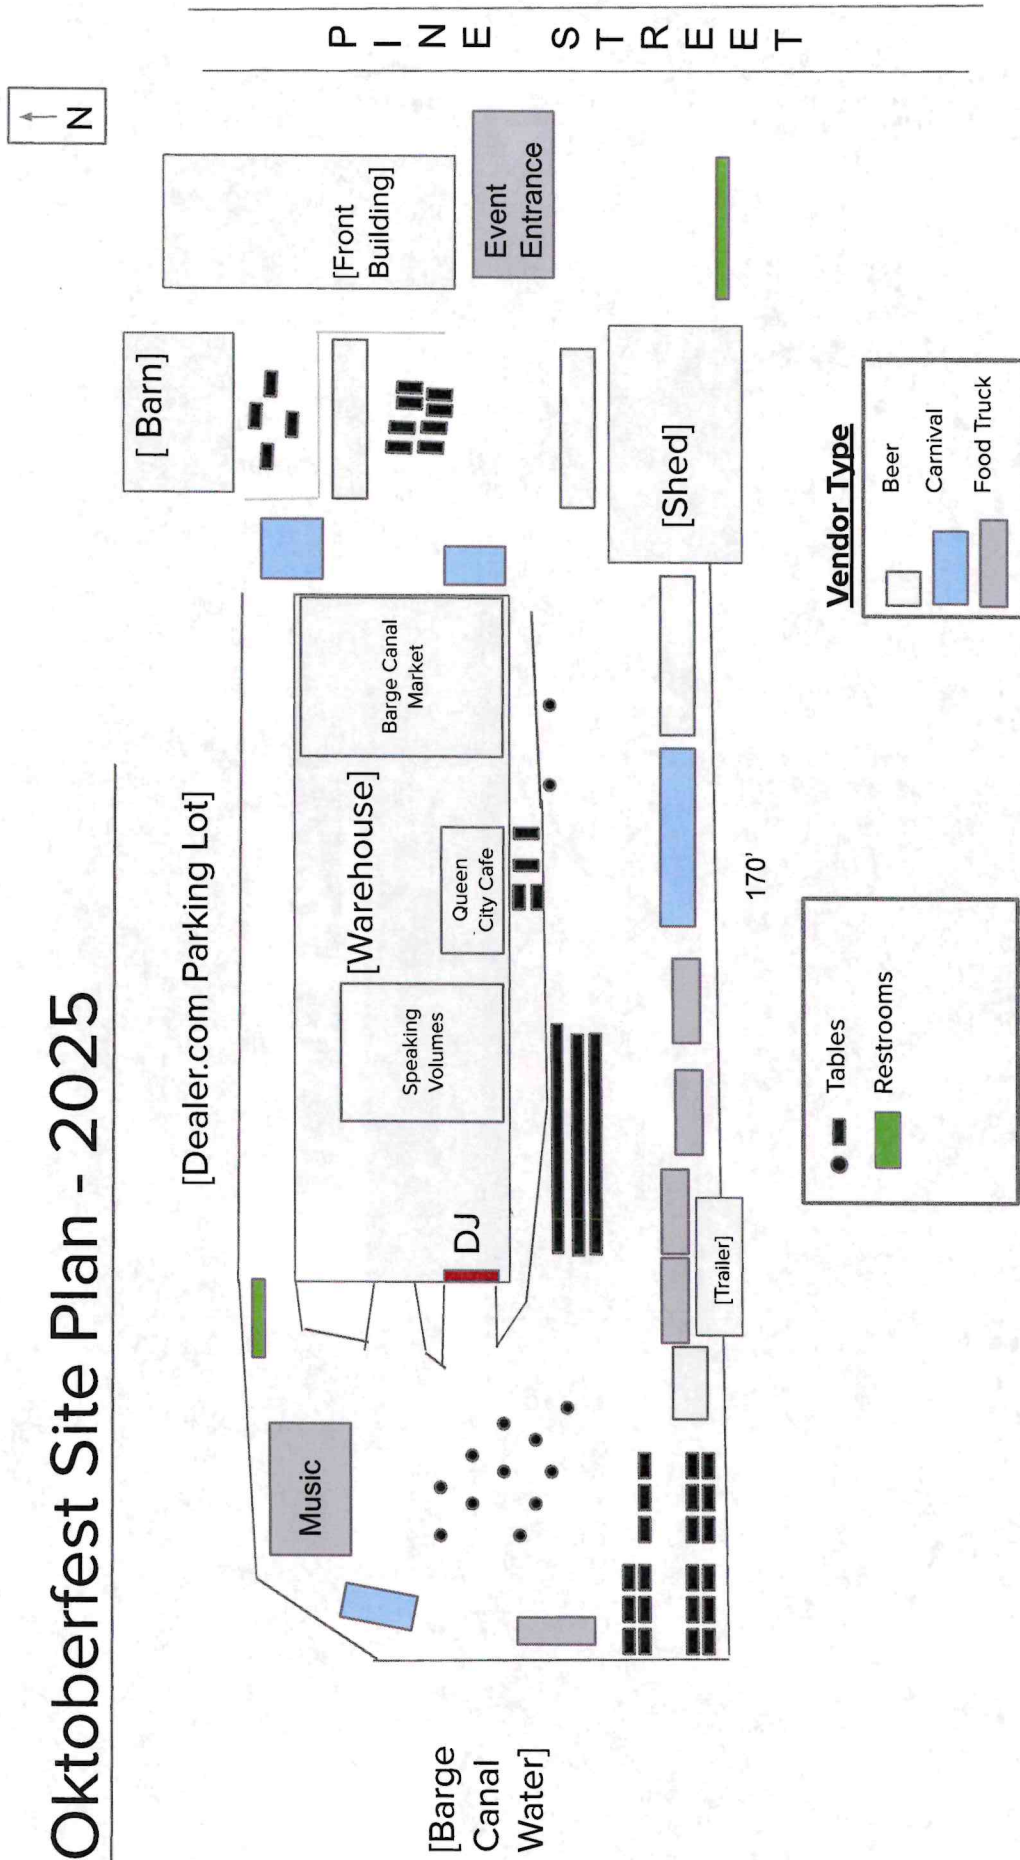 Oktoberfest Site Plan - 2025
N
PINE STREET
[Dealer.com Parking Lot]
[ Barn]
[Front
Building]
Event
Entrance
[Warehouse]
Barge Canal
Market
Queen
City Cafe
Speaking
Volumes
DJ
Music
[Barge
Canal
Water]
[Shed]
[Trailer]
170'
Tables
Restrooms
Vendor Type
Beer
Carnival
Food Truck